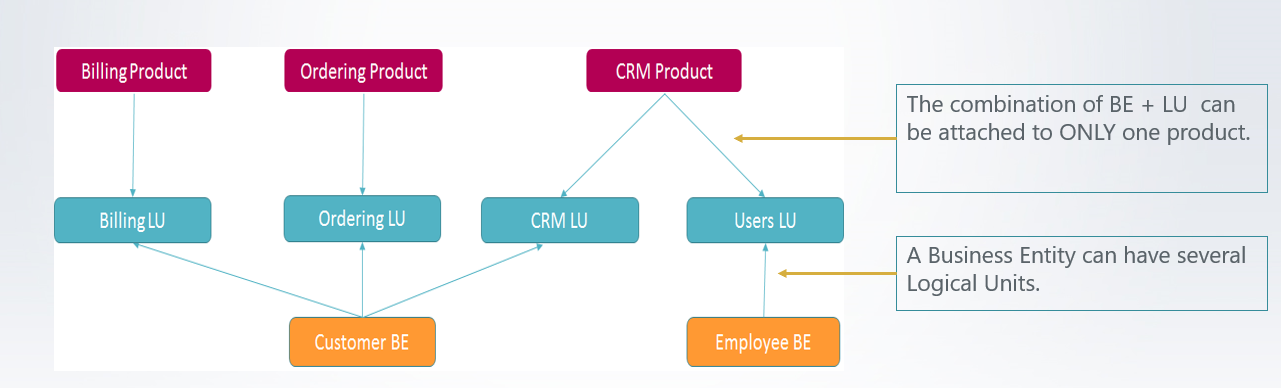 Billing Product
Ordering Product
CRM Product
The combination of BE + LU can
be attached to ONLY one product.
Billing LU
Ordering LU
CRM LU
Users LU
A Business Entity can have several
Logical Units.
Customer BE
Employee BE